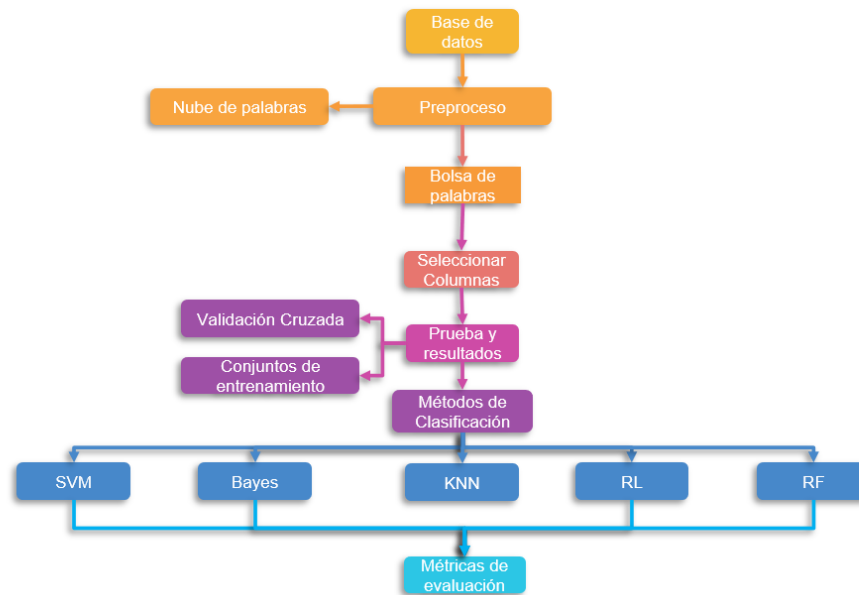 Base de
datos
Nube de palabras
Preproceso
Bolsa de
palabras
Seleccionar
Columnas
Validación Cruzada
Prueba y
resultados
Conjuntos de
entrenamiento
Métodos de
Clasificación
SVM
Bayes
KNN
RL
RF
Métricas de
evaluación